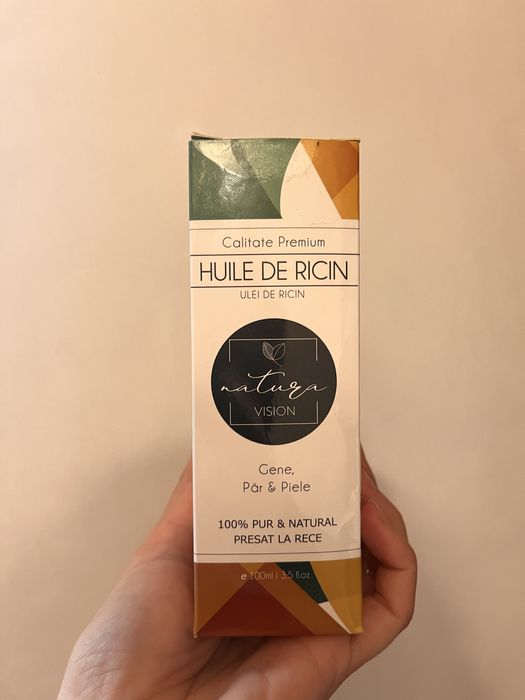 Calitate Premium
HUILE DE RICIN
ULEI DE RICIN
natura
VISION
Gene,
Păr & Piele
100% PUR & NATURAL
PRESAT LA RECE
e 100ml | 3.5 fl.oz